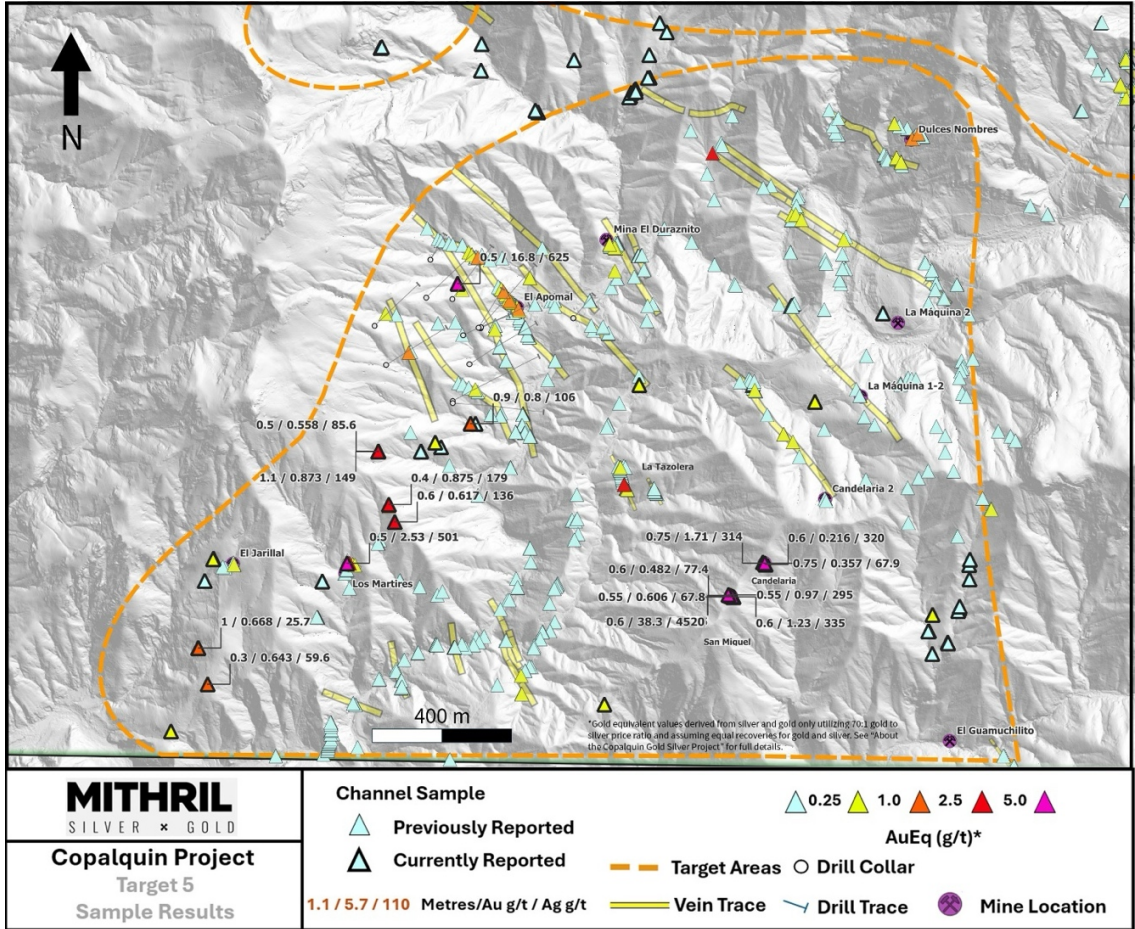 N
Dulces Nombres
Mina El Duraznito
0.5 / 16.8 / 625
El Apomal
La Máquina 2
La Máquina 1-2
0.9 / 0.8 / 106
0.5 / 0.558 / 85.6
1.1 / 0.873 / 149
0.4 / 0.875 / 179
0.6 / 0.617 / 136
La Tazolera
Candelaria 2
0.5 / 2.53 / 501
El Jarillal
Los Martires
0.75 / 1.71 / 314
0.6 / 0.216 / 320
0.6 / 0.482 / 77.4
0.75 / 0.357 / 67.9
Candelaria
0.55 / 0.606 / 67.8
0.55 / 0.97 / 295
0.6 / 38.3 / 4520
0.6 / 1.23 / 335
San Miguel
1 / 0.668 / 25.7
0.3 / 0.643 / 59.6
400 m
*Gold equivalent values derived from silver and gold only utilizing 70:1 gold to
silver price ratio and assuming equal recoveries for gold and silver. See "About
the Copalquin Gold Silver Project" for full details.
El Guamuchilito
MITHRIL
SILVER × GOLD
Copalquin Project
Target 5
Sample Results
Channel Sample
Previously Reported
Currently Reported
1.1 / 5.7 / 110 Metres/Au g/t / Ag g/t
0.25 1.0 2.5 5.0
AuEq (g/t)*
Target Areas
Drill Collar
Vein Trace
Drill Trace
Mine Location